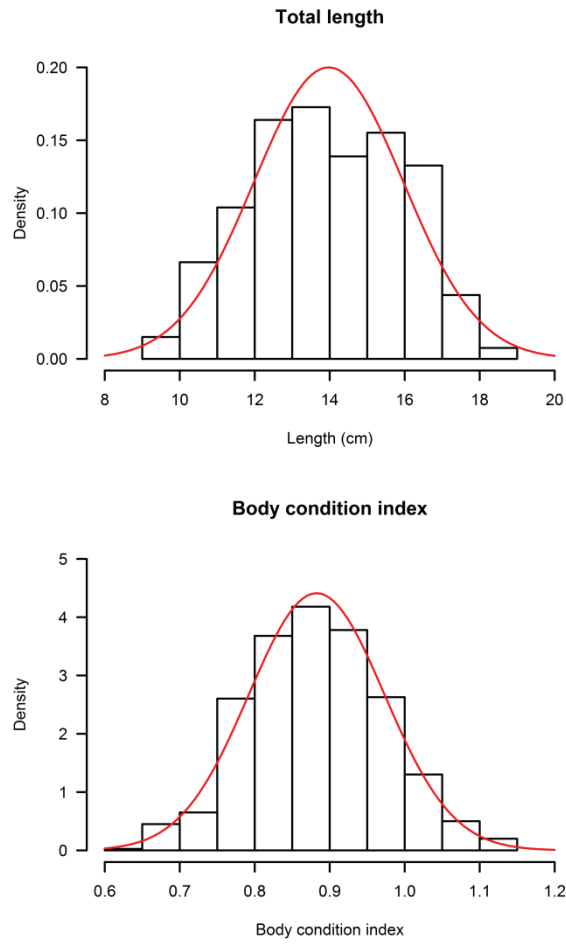 Total length
0.20
0.15
0.10
0.05
0.00
Density
8 10 12 14 16 18 20
Length (cm)
Body condition index
5
4
3
2
1
0
Density
0.6 0.7 0.8 0.9 1.0 1.1 1.2
Body condition index